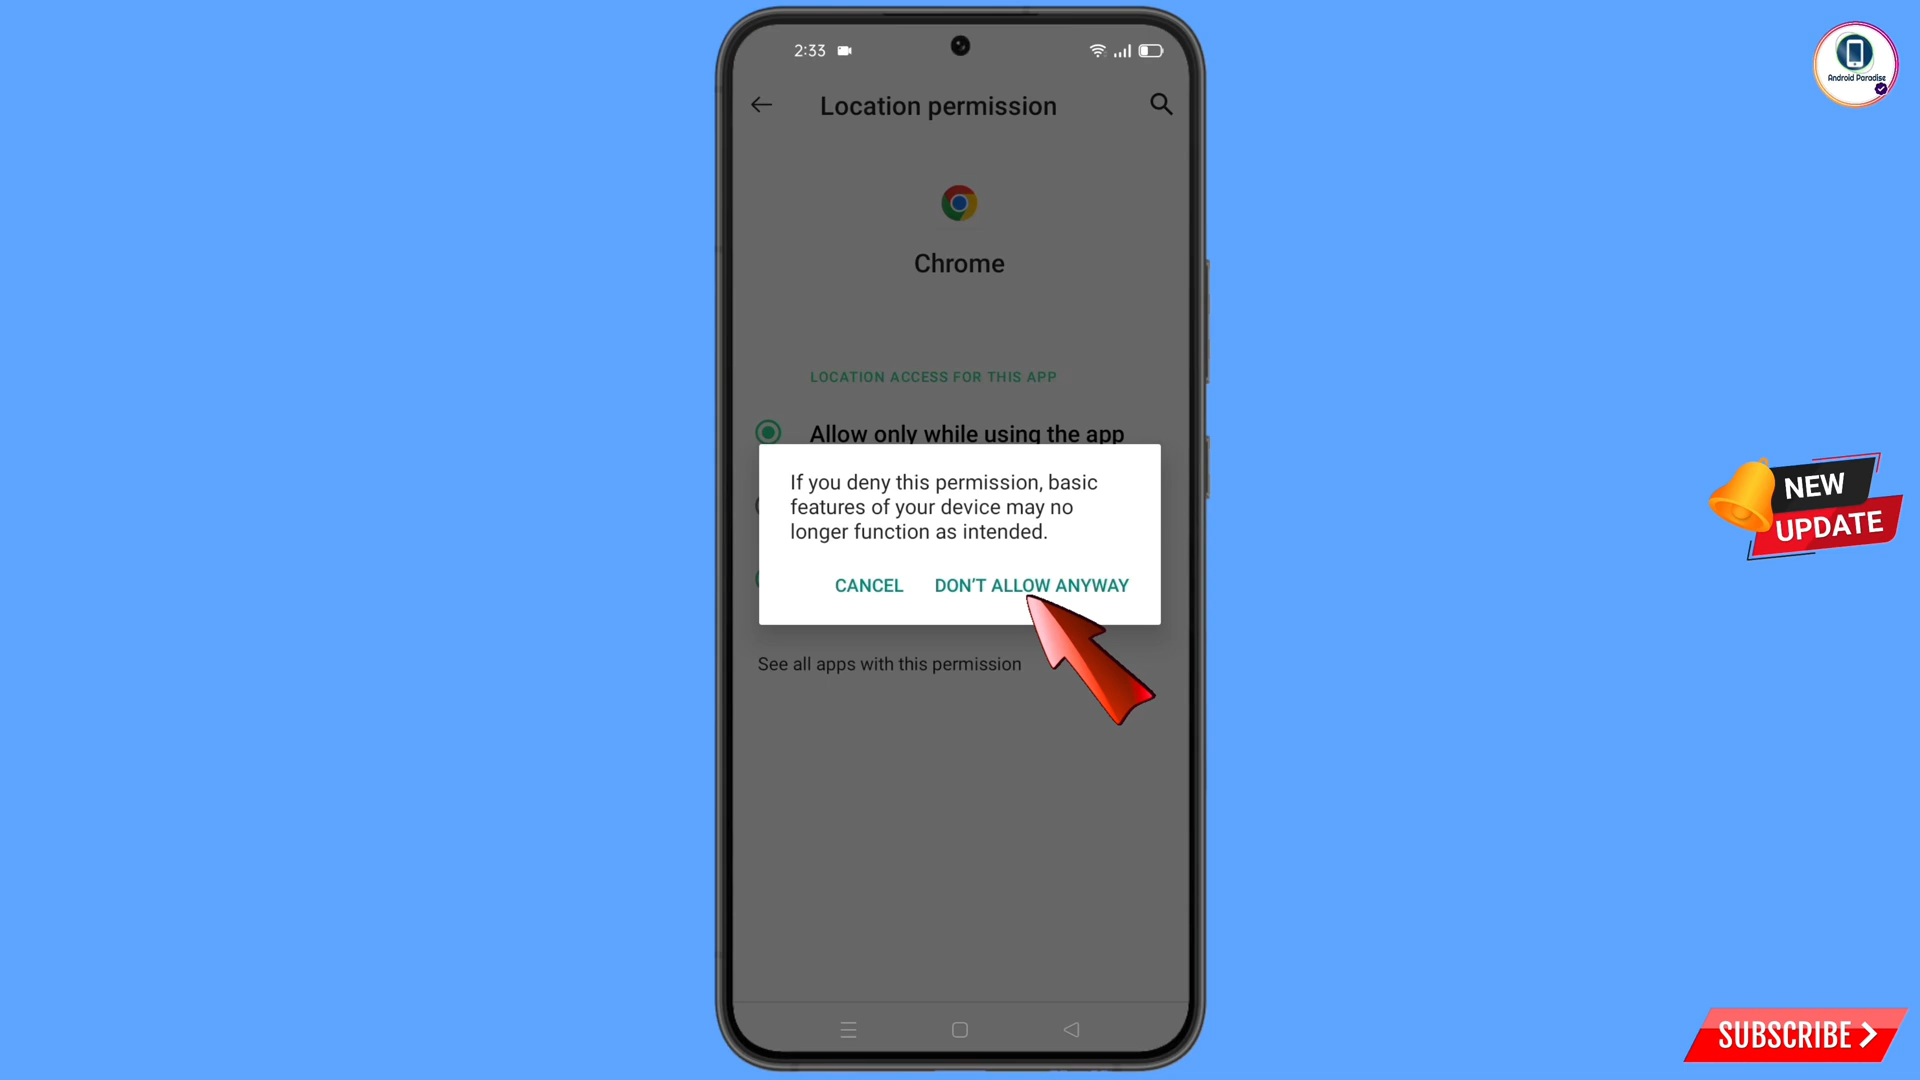 2:33
Location permission
Chrome
LOCATION ACCESS FOR THIS APP
Allow only while using the app
If you deny this permission, basic
features of your device may no
longer function as intended.
CANCEL DON'T ALLOW ANYWAY
See all apps with this permission
Android Paradise
NEW
UPDATE
SUBSCRIBE